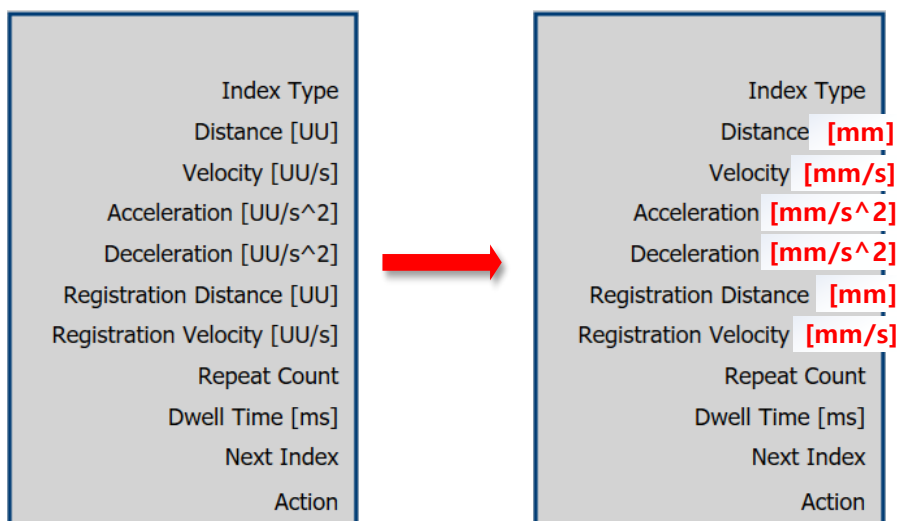 Index Type
Distance [UU]
Velocity [UU/s]
Acceleration [UU/s^2]
Deceleration [UU/s^2]
Registration Distance [UU]
Registration Velocity [UU/s]
Repeat Count
Dwell Time [ms]
Next Index
Action
Index Type
Distance [mm]
Velocity [mm/s]
Acceleration [mm/s^2]
Deceleration [mm/s^2]
Registration Distance [mm]
Registration Velocity [mm/s]
Repeat Count
Dwell Time [ms]
Next Index
Action